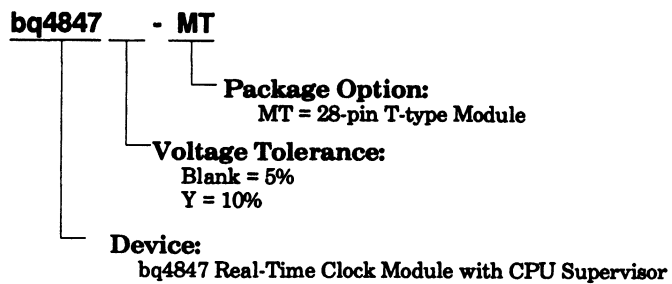 bq4847 - MT
Package Option:
MT = 28-pin T-type Module
Voltage Tolerance:
Blank = 5%
Y = 10%
Device:
bq4847 Real-Time Clock Module with CPU Supervisor